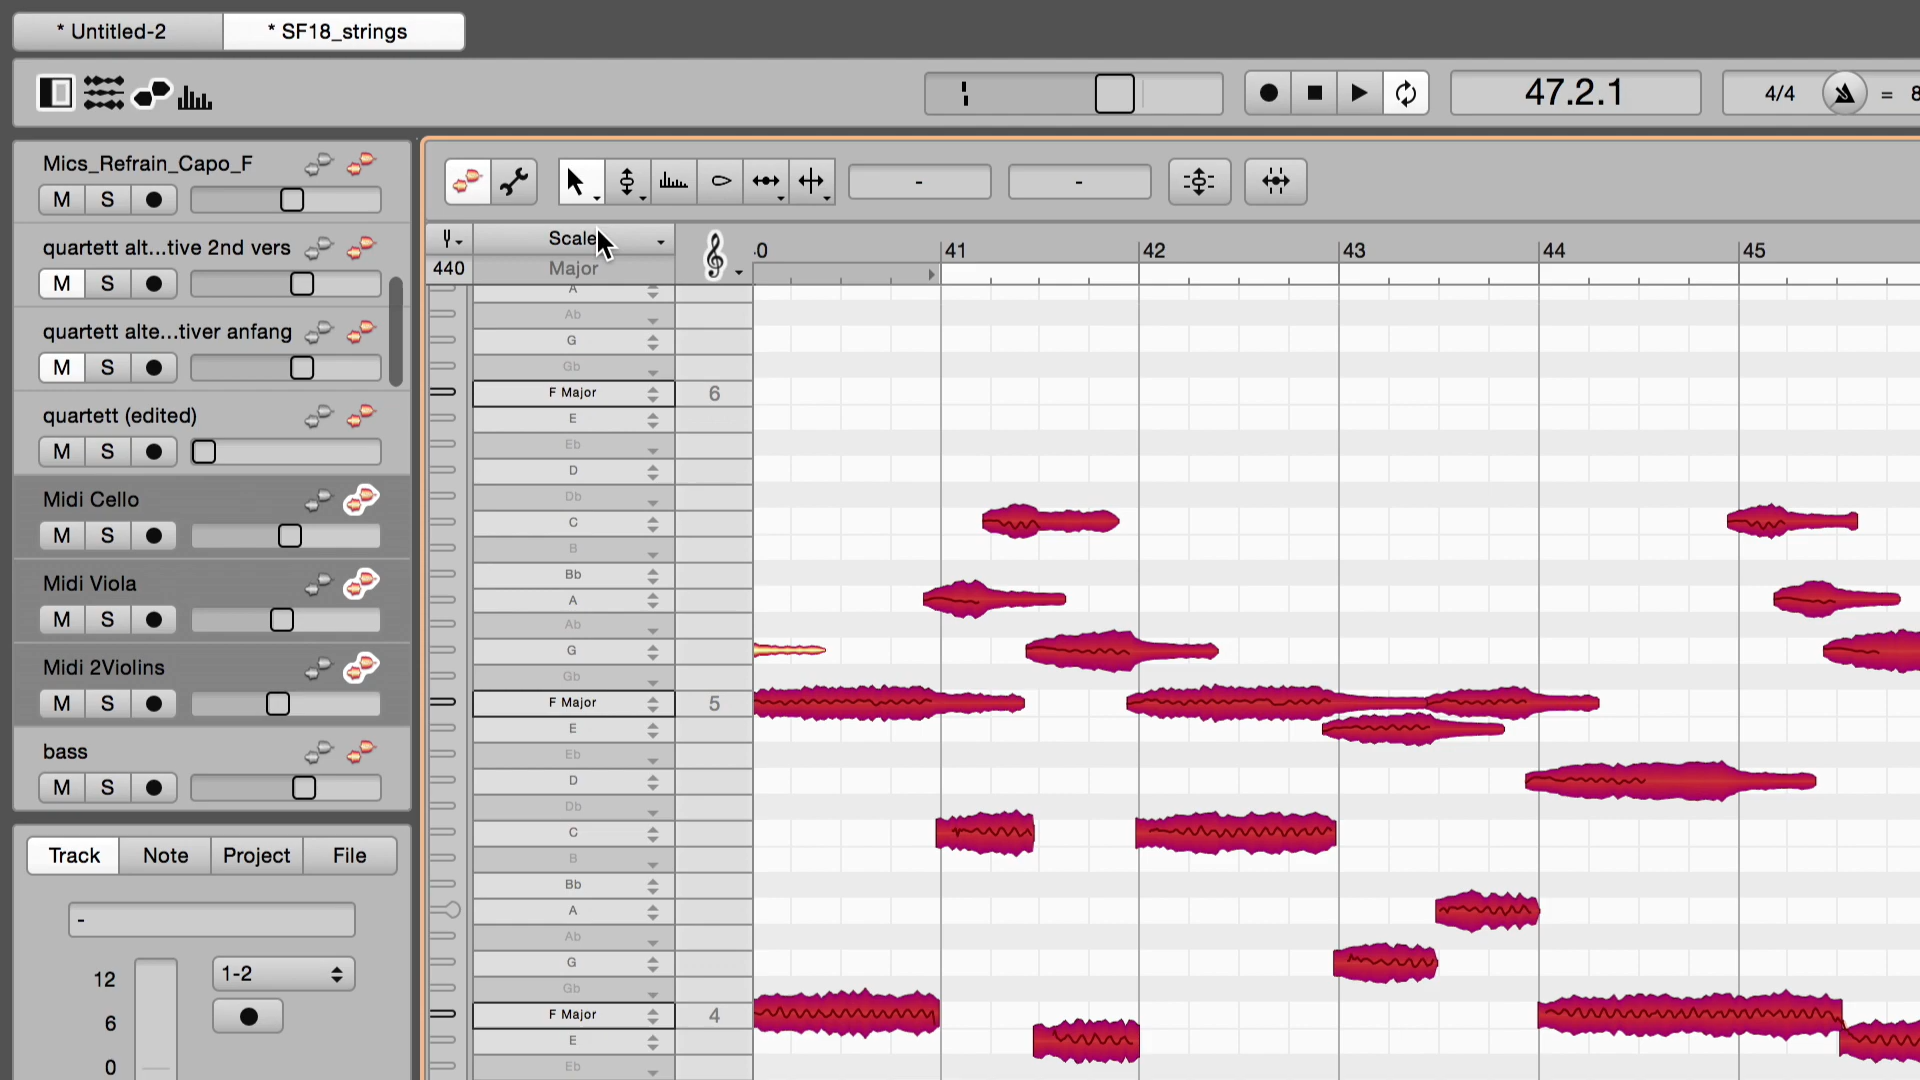 * Untitled-2
* SF18_strings
47.2.1
4/4
= 8
Mics_Refrain_Capo_F
M S
quartett alt...tive 2nd vers
M S
quartett alte...tiver anfang
M S
quartett (edited)
M S
Midi Cello
M S
Midi Viola
M S
Midi 2Violins
M S
bass
M S
Track Note Project File
-
1-2
12
6
0
- -
Scale
440 Major
.0 41 42 43 44 45
A
Ab
G
Gb
F Major 6
E
Eb
D
Db
C
B
Bb
A
Ab
G
Gb
F Major 5
E
Eb
D
Db
C
B
Bb
A
Ab
G
Gb
F Major 4
E
Eb